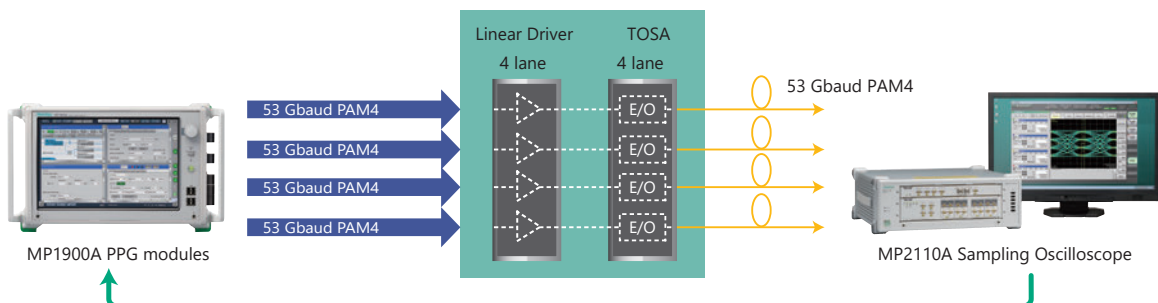 Linear Driver
TOSA
4 lane
4 lane
53 Gbaud PAM4
53 Gbaud PAM4
E/O
53 Gbaud PAM4
E/O
53 Gbaud PAM4
E/O
53 Gbaud PAM4
E/O
MP1900A PPG modules
MP2110A Sampling Oscilloscope